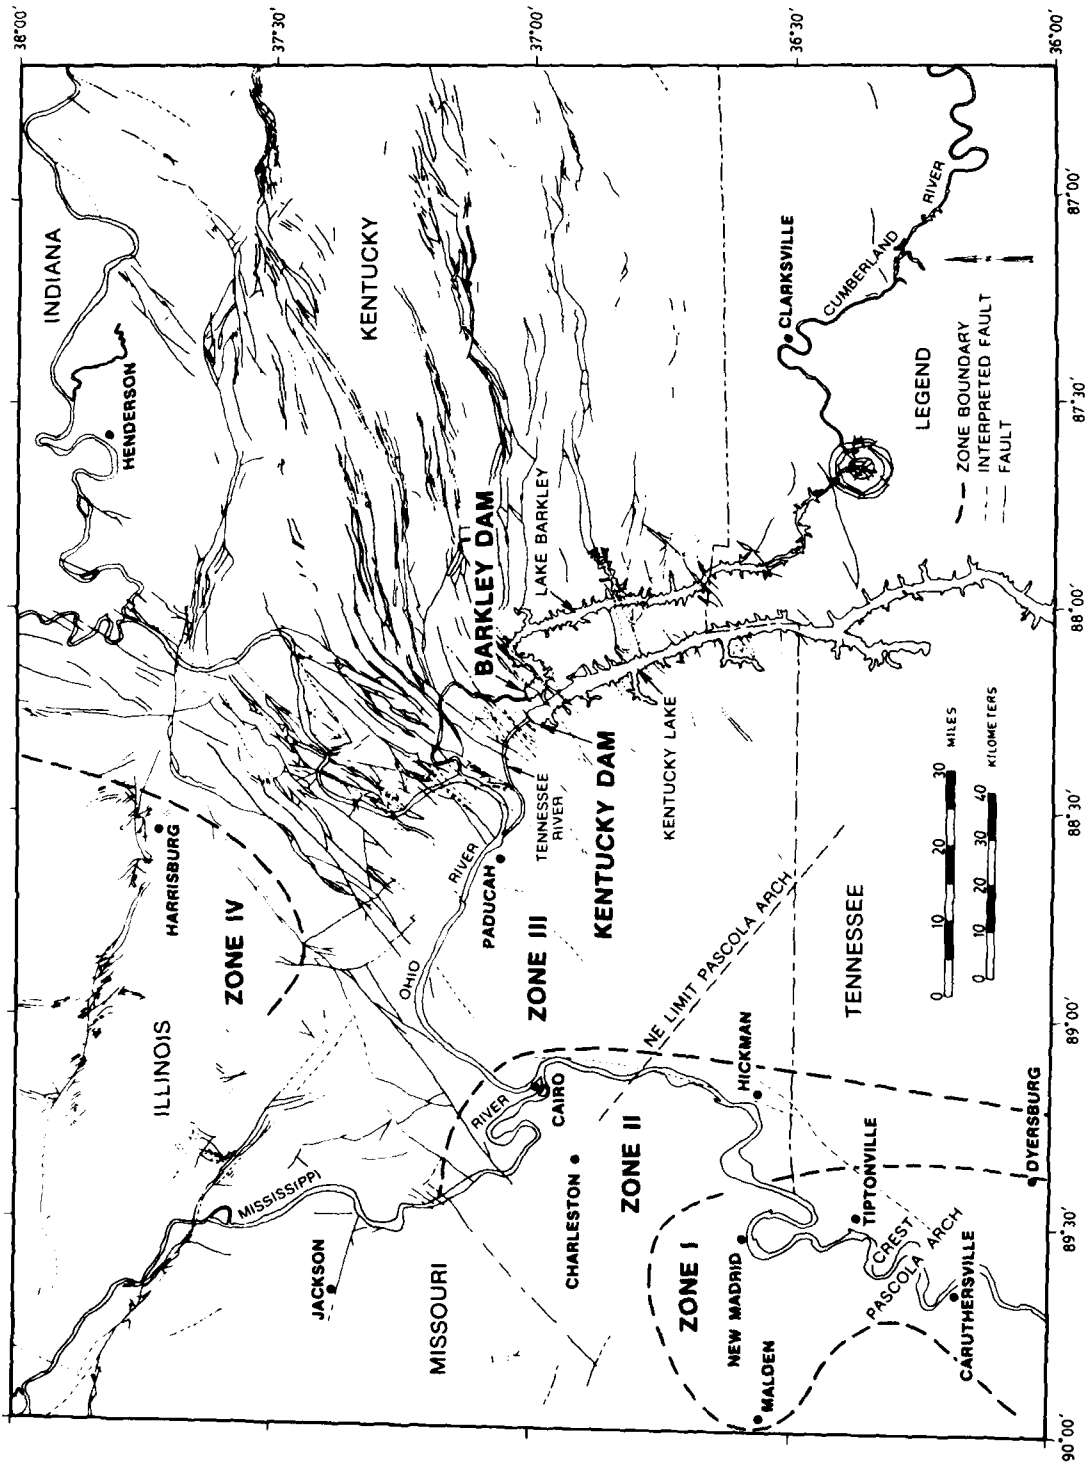 38°00'
37°30'
37°00'
36°30'
36°00'
INDIANA
HENDERSON
KENTUCKY
87°00'
CLARKSVILLE
CUMBERLAND
RIVER
87°30'
LEGEND
ZONE BOUNDARY
INTERPRETED FAULT
FAULT
BARKLEY DAM
LAKE BARKLEY
88°00'
KENTUCKY LAKE
KENTUCKY DAM
TENNESSEE
RIVER
0 10 20 30 MILES
0 10 20 30 40 KILOMETERS
88°30'
HARRISBURG
ZONE IV
RIVER
PADUCAH
OHIO
ZONE III
NE LIMIT PASCOLA ARCH
TENNESSEE
89°00'
ILLINOIS
RIVER
CAIRO
HICKMAN
MISSISSIPPI
CHARLESTON
ZONE II
TIPTONVILLE
DYERSBURG
89°30'
JACKSON
MISSOURI
ZONE I
NEW MADRID
CREST
PASCOLA ARCH
MALDEN
CARUTHERSVILLE
90°00'